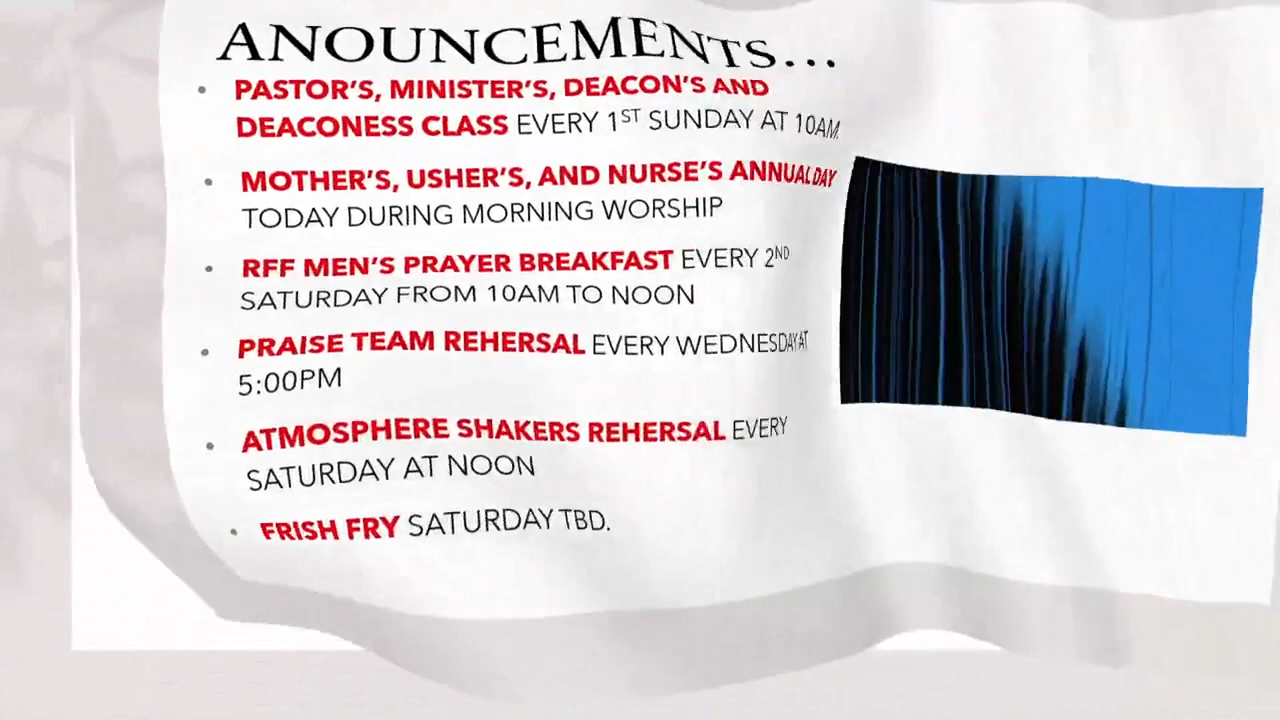 ANOUNCEMENTS...
• PASTOR'S, MINISTER'S, DEACON'S AND
DEACONESS CLASS EVERY 1ST SUNDAY AT 10AM
• MOTHER'S, USHER'S, AND NURSE'S ANNUAL DAY
TODAY DURING MORNING WORSHIP
• RFF MEN'S PRAYER BREAKFAST EVERY 2ND
SATURDAY FROM 10AM TO NOON
• PRAISE TEAM REHERSAL EVERY WEDNESDAY AT
5:00PM
• ATMOSPHERE SHAKERS REHERSAL EVERY
SATURDAY AT NOON
• FRISH FRY SATURDAY TBD.